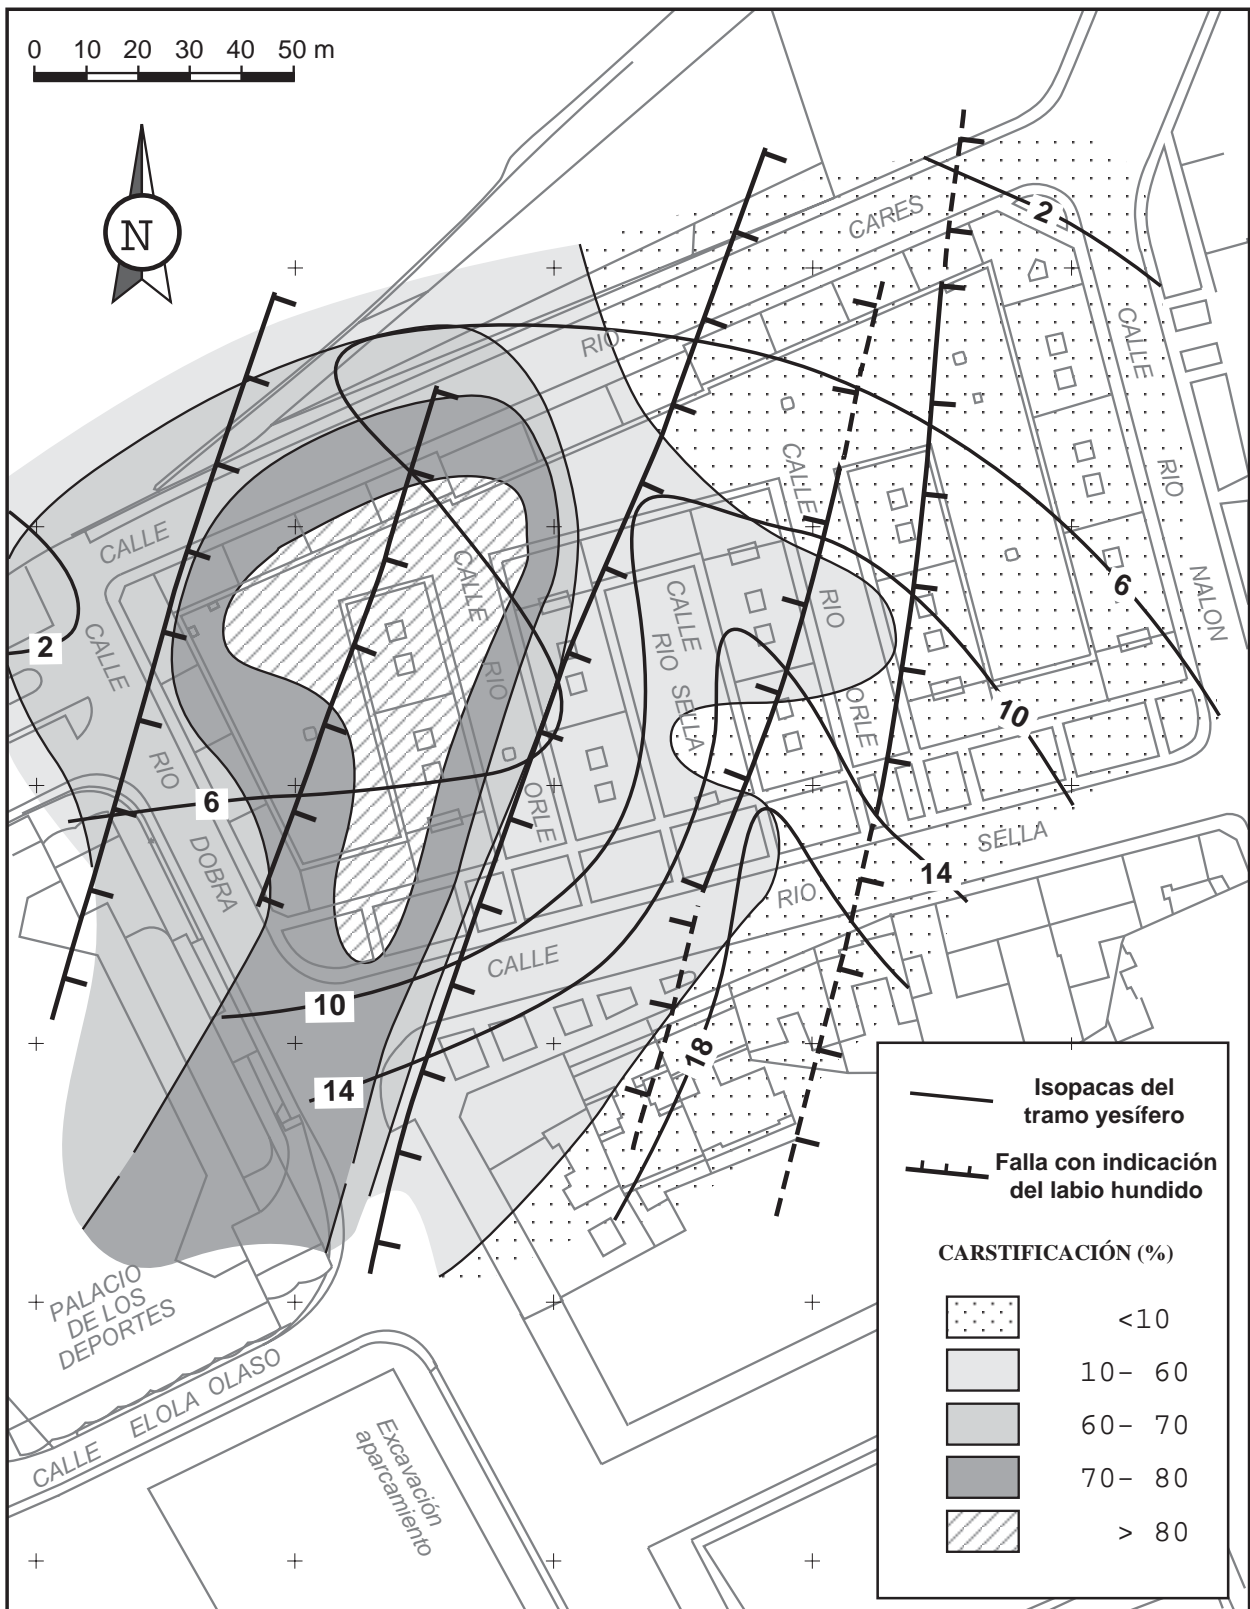 0 10 20 30 40 50 m
N
CARES
RIO
CALLE
2
CALLE
RIO
NALON
CALLE
RIO
ORLE
CALLE
RIO
ORLE
CALLE
RIO
SELLA
CALLE
RIO
DOBRA
2
6
6
10
10
14
14
18
CALLE
RIO
SELLA
PALACIO
DE LOS
DEPORTES
CALLE ELOLA OLASO
Excavación
aparcamiento
Isopacas del
tramo yesífero
Falla con indicación
del labio hundido
CARSTIFICACIÓN (%)
<10
10- 60
60- 70
70- 80
> 80